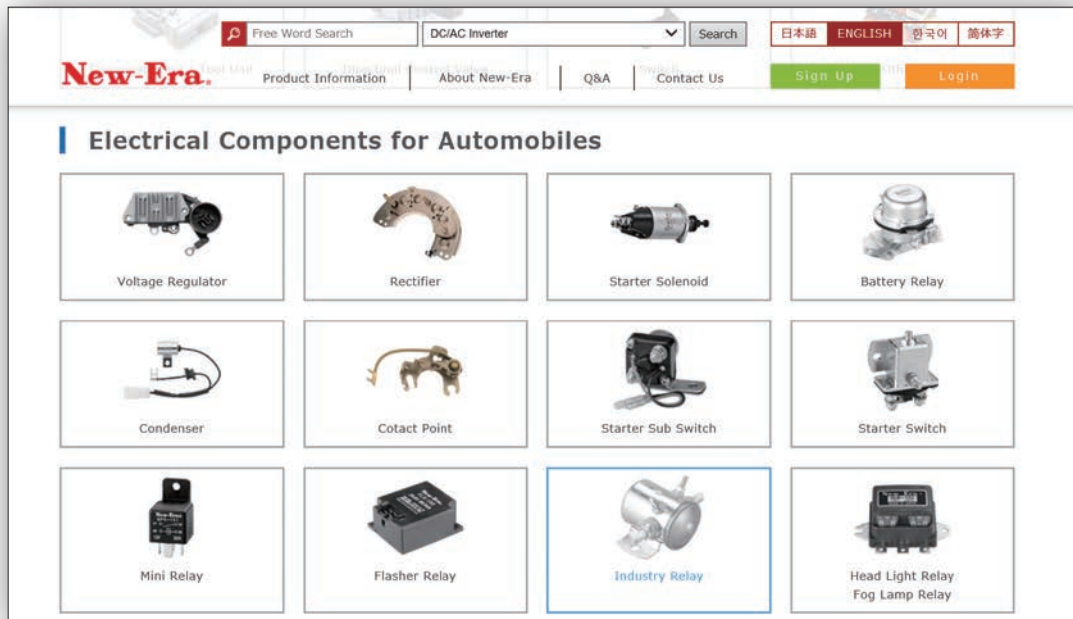 Free Word Search
DC/AC Inverter
Search
日本語
ENGLISH
한국어
简体字
New-Era.
Product Information
About New-Era
Q&A
Contact Us
Sign Up
Login
Electrical Components for Automobiles
Voltage Regulator
Rectifier
Starter Solenoid
Battery Relay
Condenser
Cotact Point
Starter Sub Switch
Starter Switch
Mini Relay
Flasher Relay
Industry Relay
Head Light Relay
Fog Lamp Relay